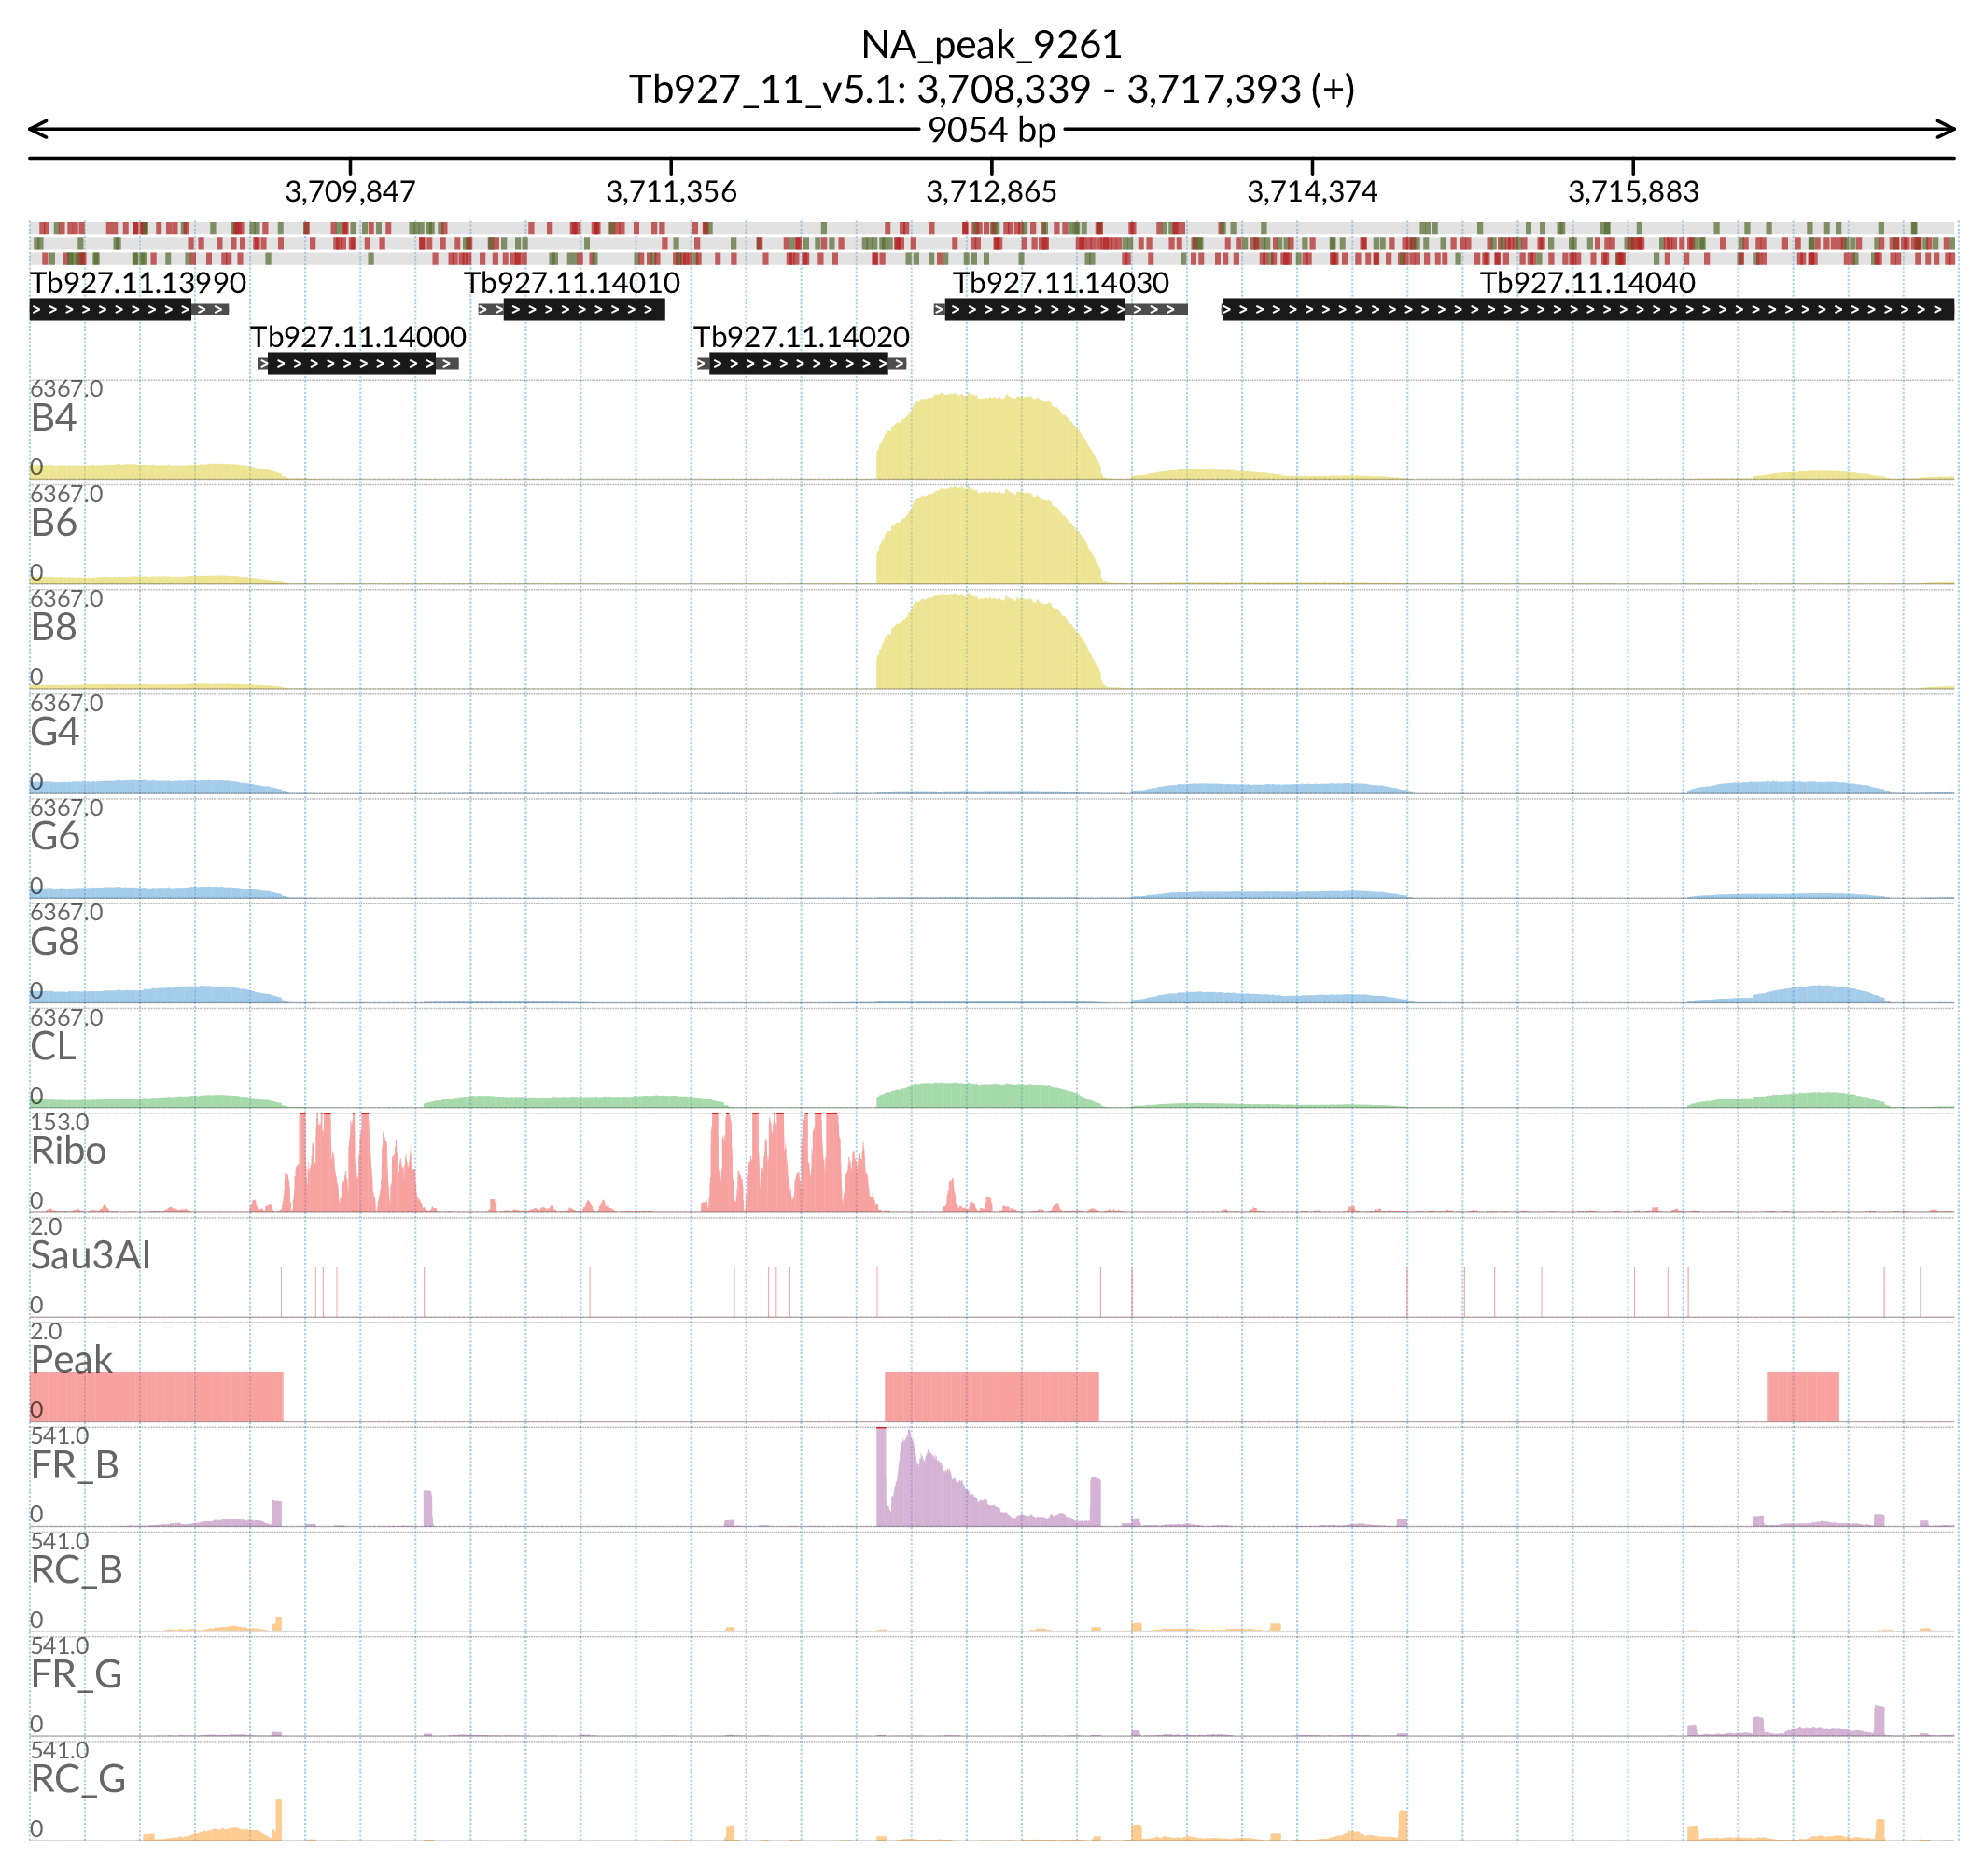 NA_peak_9261
Tb927_11_v5.1: 3,708,339 - 3,717,393 (+)
9054 bp
3,709,847 3,711,356 3,712,865 3,714,374 3,715,883
Tb927.11.13990 Tb927.11.14010 Tb927.11.14030 Tb927.11.14040
Tb927.11.14000 Tb927.11.14020
6367.0
B4
0
6367.0
B6
0
6367.0
B8
0
6367.0
G4
0
6367.0
G6
0
6367.0
G8
0
6367.0
CL
0
153.0
Ribo
0
2.0
Sau3AI
0
2.0
Peak
0
541.0
FR_B
0
541.0
RC_B
0
541.0
FR_G
0
541.0
RC_G
0